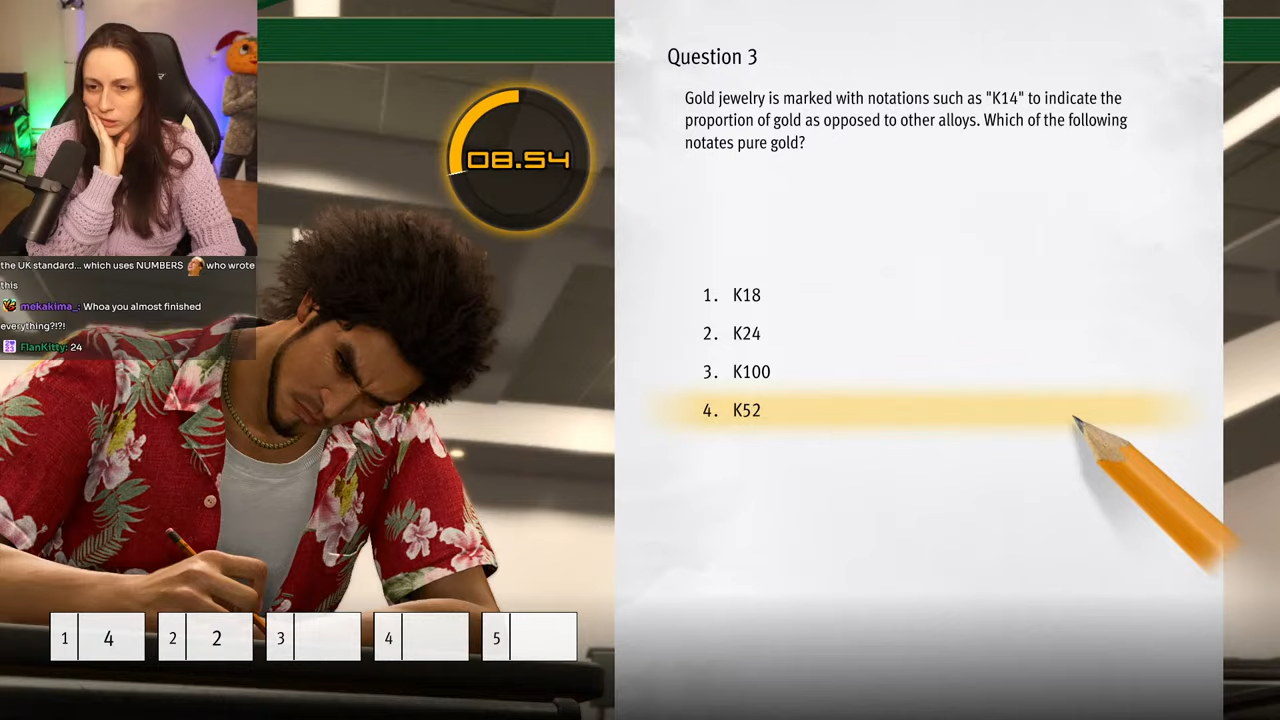 the UK standard... which uses NUMBERS who wrote
this
mekakima_: Whoa you almost finished
everything?!?!
FlanKitty: 24
08.54
Question 3
Gold jewelry is marked with notations such as "K14" to indicate the
proportion of gold as opposed to other alloys. Which of the following
notates pure gold?
1. K18
2. K24
3. K100
4. K52
1 4 2 2 3 4 5